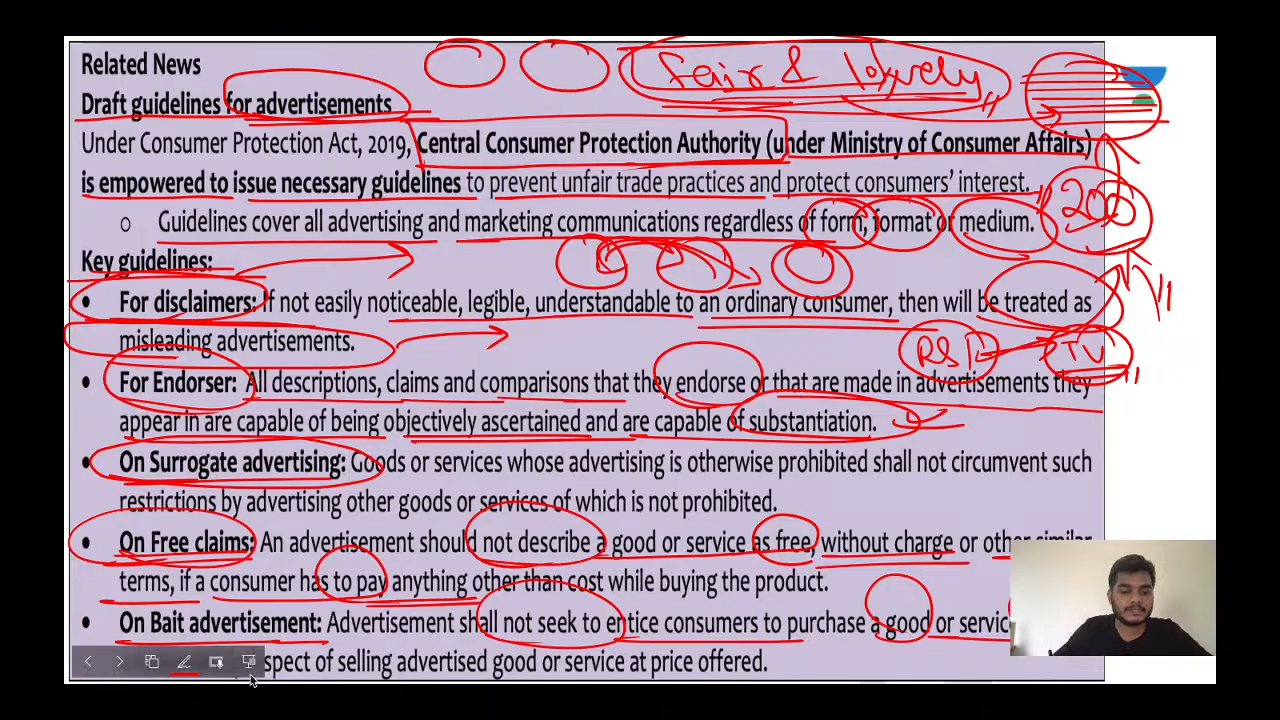 Related News
Fair & lovely
Draft guidelines for advertisements
Under Consumer Protection Act, 2019, Central Consumer Protection Authority (under Ministry of Consumer Affairs)
is empowered to issue necessary guidelines to prevent unfair trade practices and protect consumers' interest.
200
o Guidelines cover all advertising and marketing communications regardless of form, format or medium.
Key guidelines:
• For disclaimers: If not easily noticeable, legible, understandable to an ordinary consumer, then will be treated as
misleading advertisements.
TV
• For Endorser: All descriptions, claims and comparisons that they endorse or that are made in advertisements they
appear in are capable of being objectively ascertained and are capable of substantiation.
• On Surrogate advertising: Goods or services whose advertising is otherwise prohibited shall not circumvent such
restrictions by advertising other goods or services of which is not prohibited.
• On Free claims: An advertisement should not describe a good or service as free, without charge or other similar
terms, if a consumer has to pay anything other than cost while buying the product.
• On Bait advertisement: Advertisement shall not seek to entice consumers to purchase a good or servic
spect of selling advertised good or service at price offered.